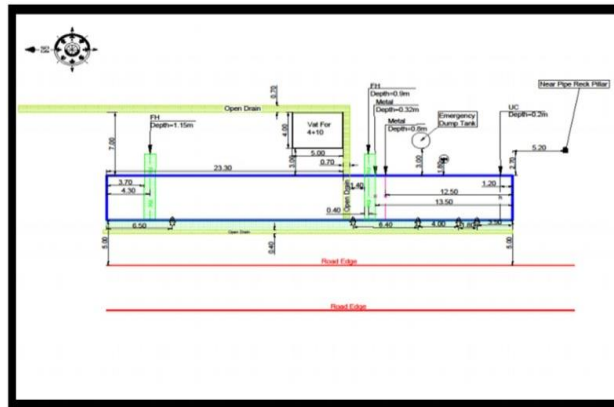 Near Pipe Reck Pillar
0.70
FH
Depth=0.9m
Open Drain
Metal
Depth=0.32m
Emergency
Dump Tank
UC
Depth=0.2m
FH
Depth=1.15m
Vat For
4+10
4.00
Metal
Depth=0.8m
5.20
7.00
5.00
3.00
3.00
1.80
2.70
23.30
0.70
3.70
1.40
1.20
4.30
12.50
Open Drain
13.50
0.40
6.50
6.40
4.00
1.80
3.50
5.00
Open Drain
0.40
5.00
Road Edge
Road Edge